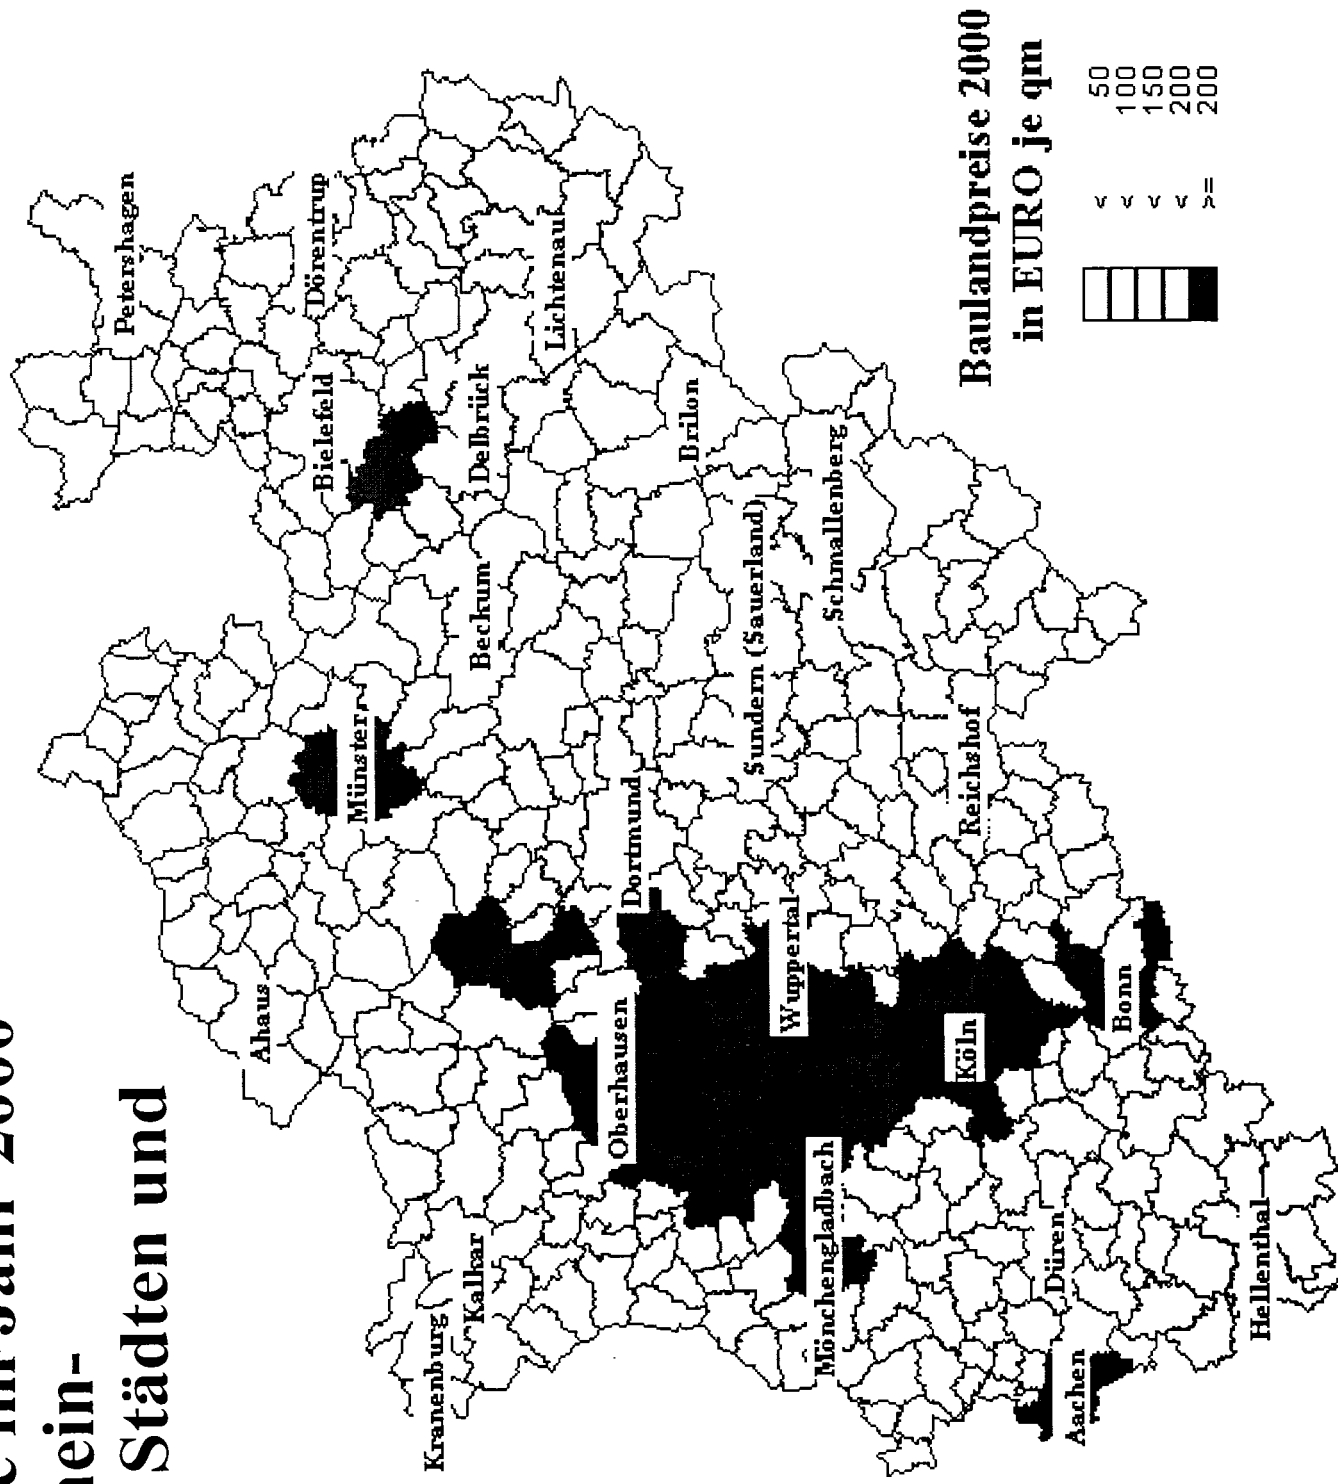 im Jahr 2000
Städten und
Petershagen
Ahaus
Bielefeld
Dörentrup
Münster
Kranenburg
Kalkar
Beckum
Delbrück
Lichtenau
Oberhausen
Dortmund
Brilon
Sundern (Sauerland)
Wuppertal
Mönchengladbach
Schmallenberg
Köln
Reichshof
Düren
Aachen
Bonn
Hellenthal
Baulandpreise 2000
in EURO je qm
< 50
< 100
< 150
< 200
>= 200